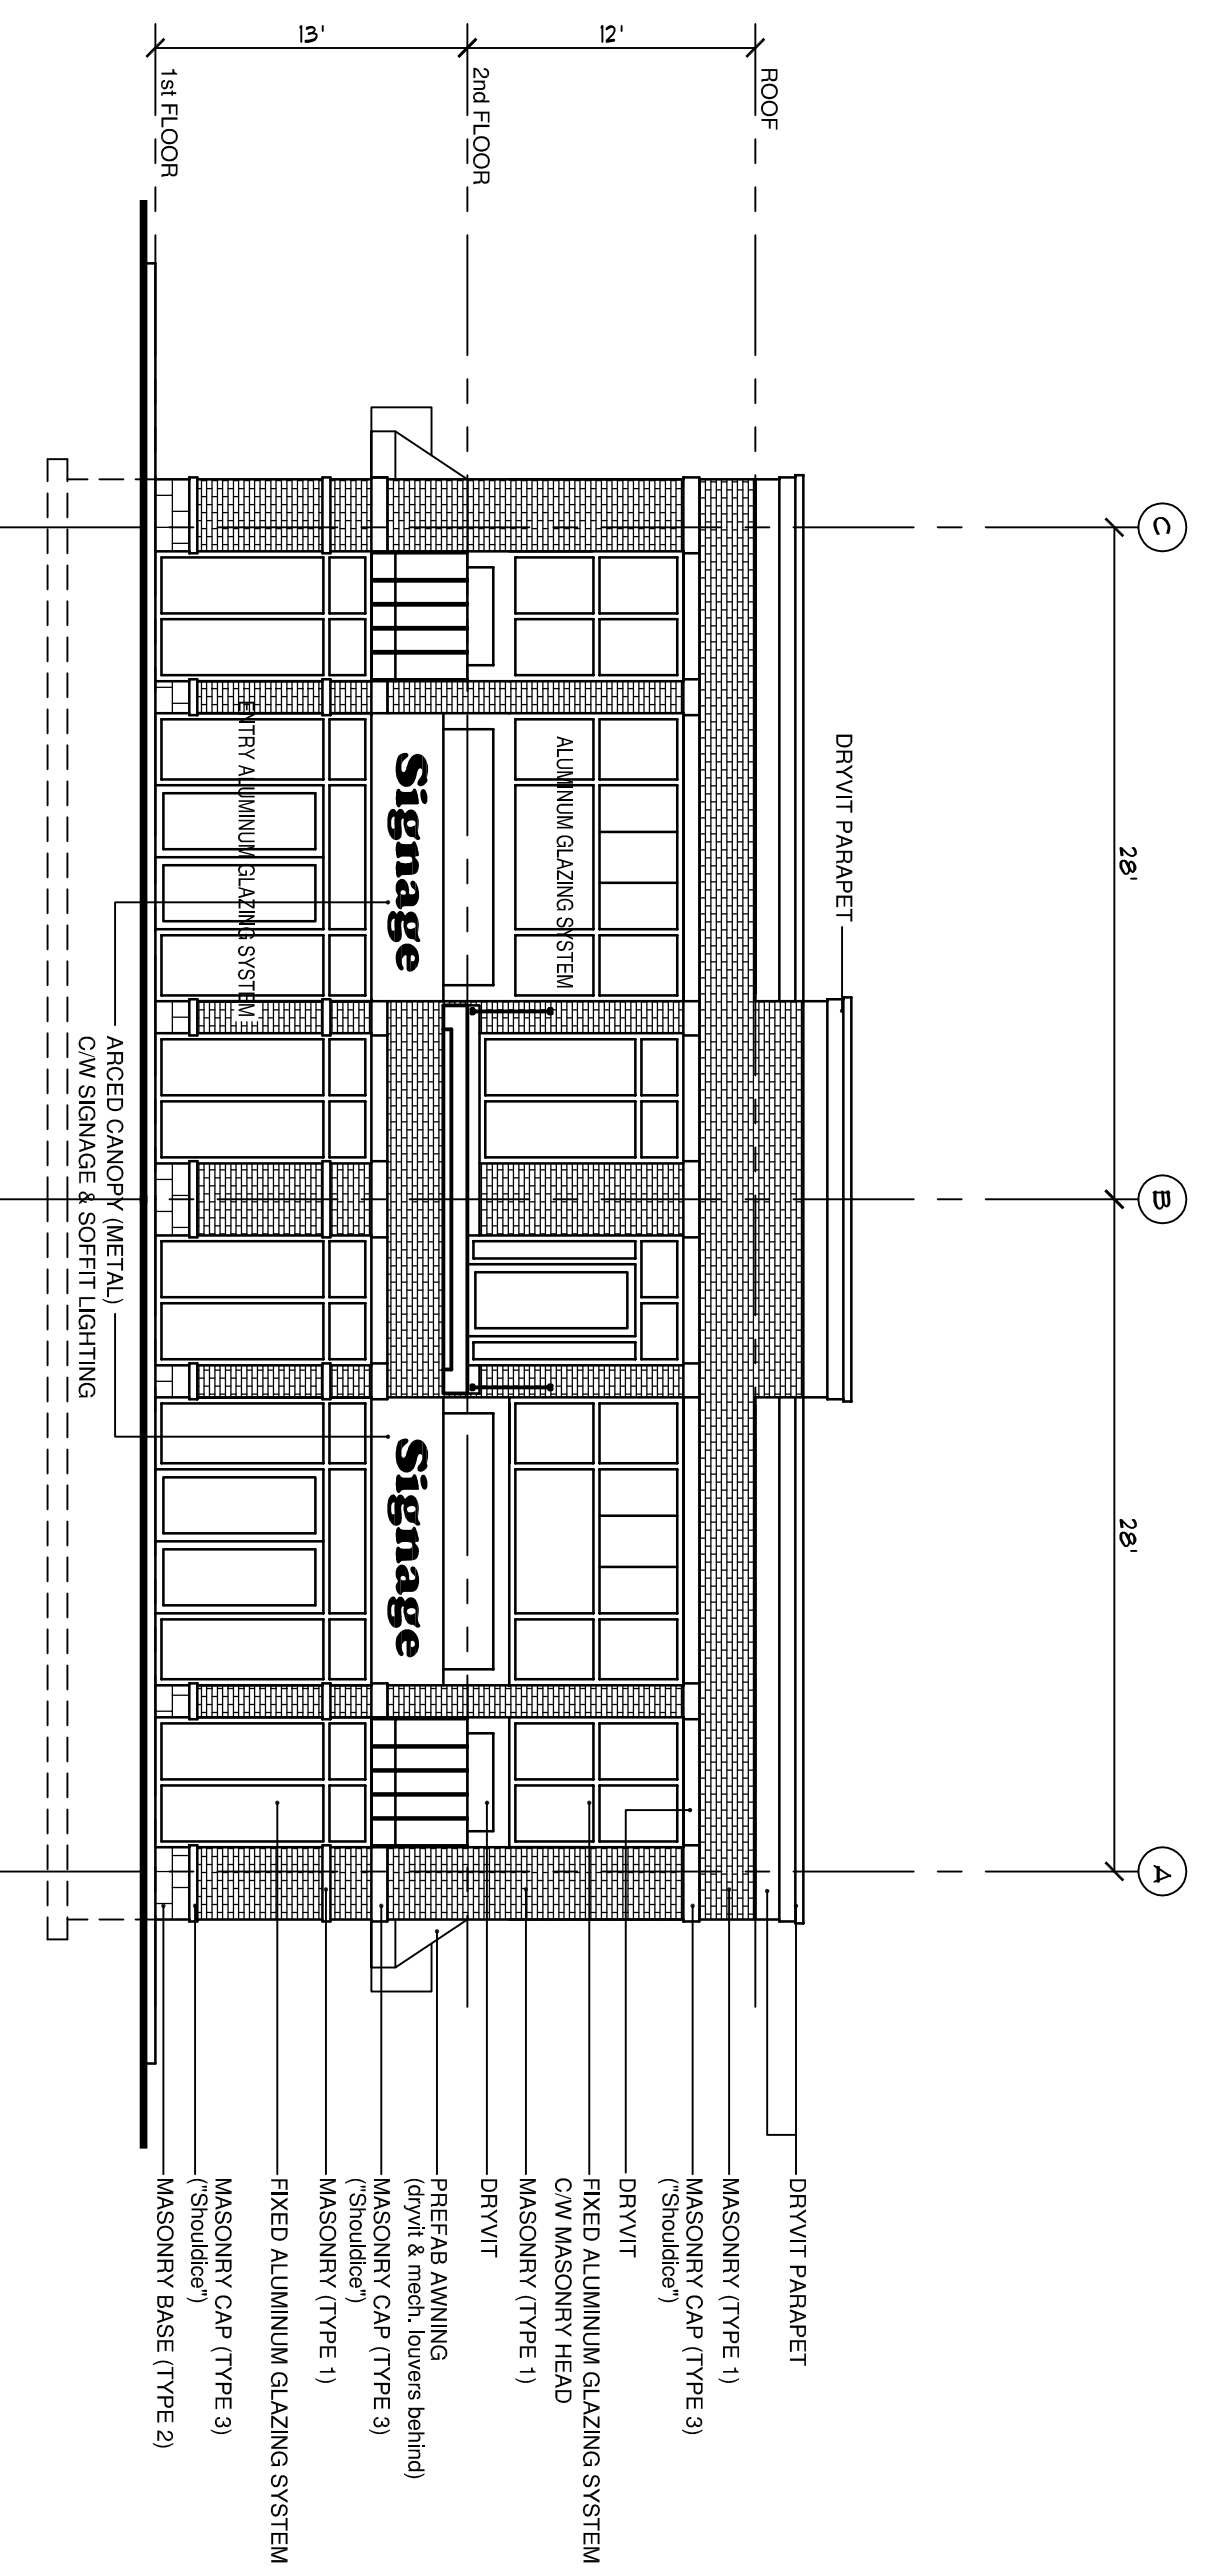 C
B
A
28'
28'
DRYVIT PARAPET
ROOF
12'
2nd FLOOR
13'
1st FLOOR
ALUMINUM GLAZING SYSTEM
Signage
Signage
ENTRY ALUMINUM GLAZING SYSTEM
ARCED CANOPY (METAL)
C/W SIGNAGE & SOFFIT LIGHTING
DRYVIT PARAPET
MASONRY (TYPE 1)
MASONRY CAP (TYPE 3)
("Shouldice")
DRYVIT
FIXED ALUMINUM GLAZING SYSTEM
C/W MASONRY HEAD
MASONRY (TYPE 1)
DRYVIT
PREFAB AWNING
(dryvit & mech. louvers behind)
MASONRY CAP (TYPE 3)
("Shouldice")
MASONRY (TYPE 1)
FIXED ALUMINUM GLAZING SYSTEM
MASONRY CAP (TYPE 3)
("Shouldice")
MASONRY BASE (TYPE 2)